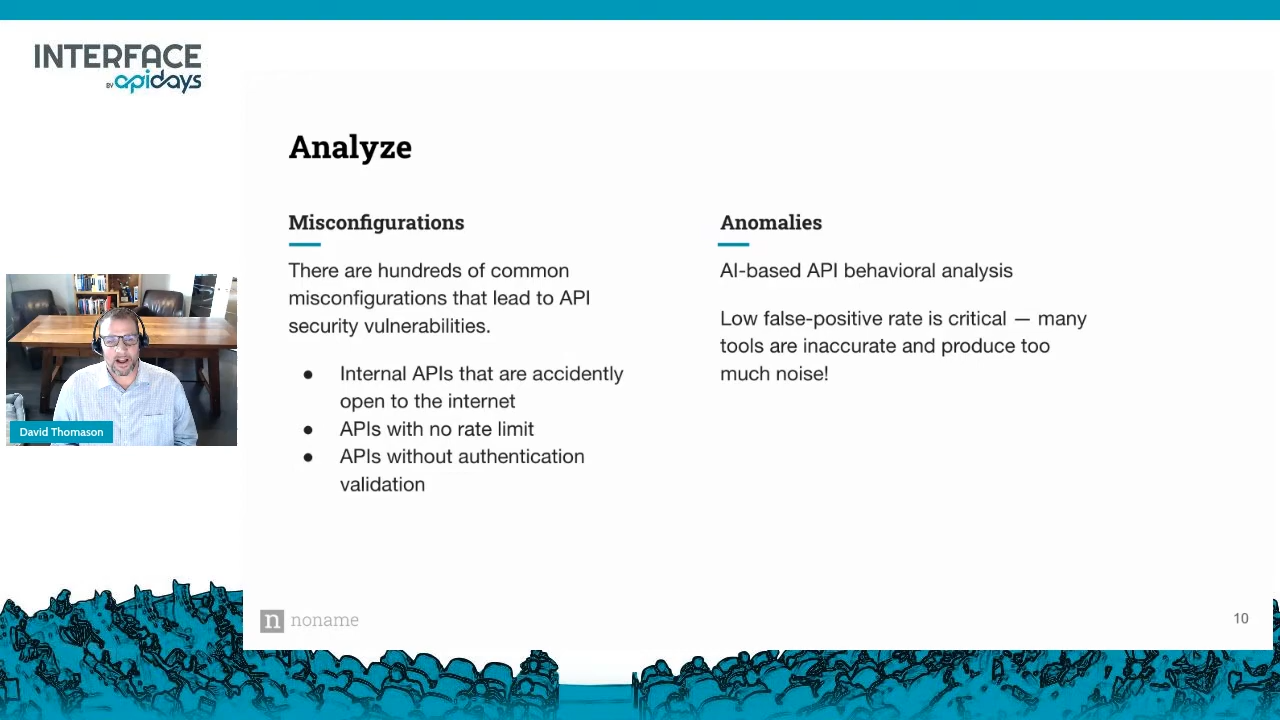 INTERFACE
BY apidays
Analyze
Misconfigurations
There are hundreds of common
misconfigurations that lead to API
security vulnerabilities.
● Internal APIs that are accidently
open to the internet
● APIs with no rate limit
● APIs without authentication
validation
Anomalies
AI-based API behavioral analysis
Low false-positive rate is critical — many
tools are inaccurate and produce too
much noise!
David Thomason
n noname
10